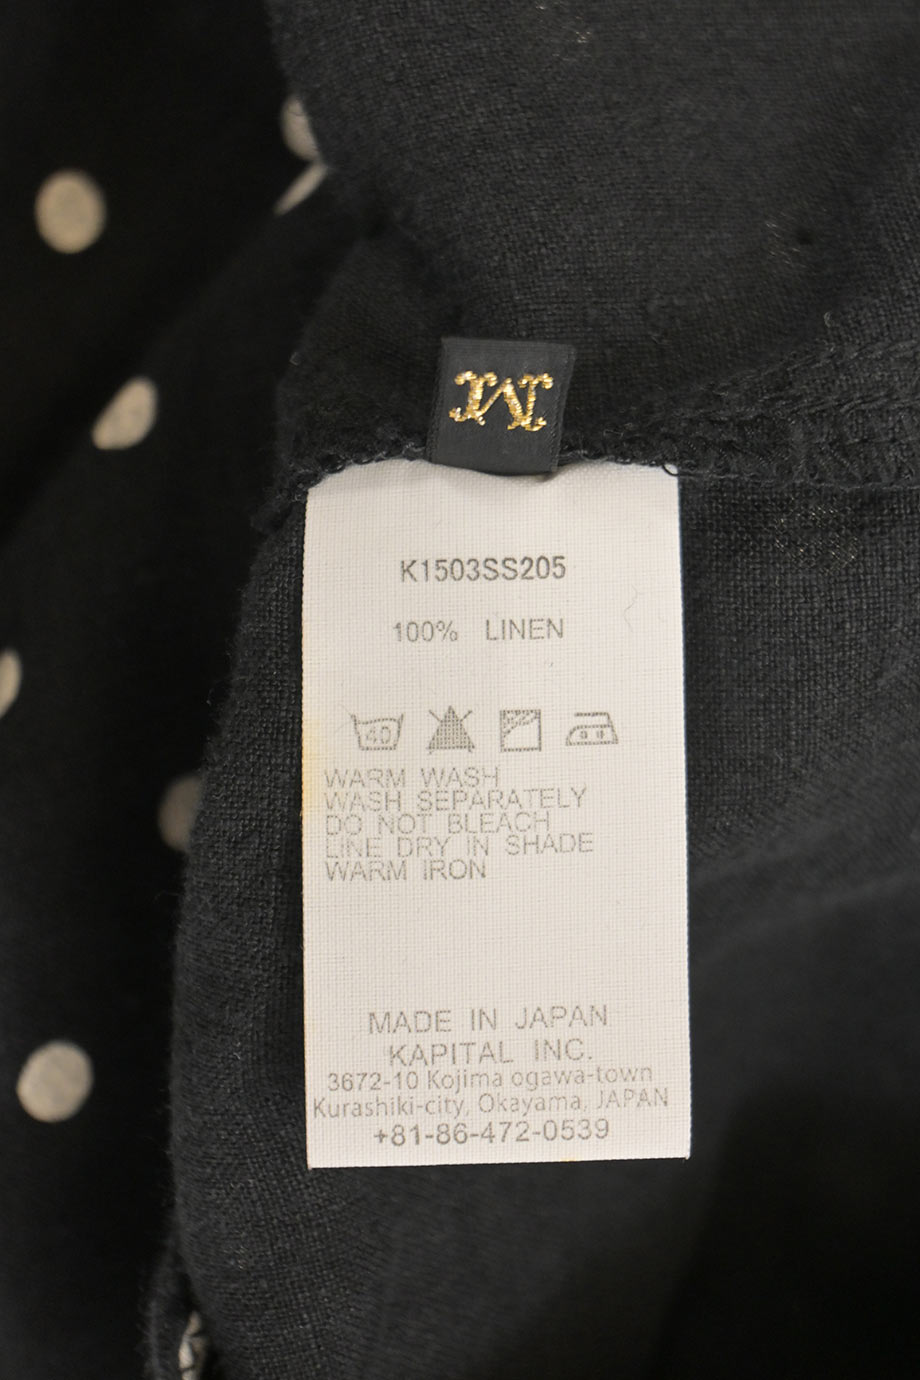 M
K1503SS205
100% LINEN
40
WARM WASH
WASH SEPARATELY
DO NOT BLEACH
LINE DRY IN SHADE
WARM IRON
MADE IN JAPAN
KAPITAL INC.
3672-10 Kojima ogawa-town
Kurashiki-city, Okayama, JAPAN
+81-86-472-0539